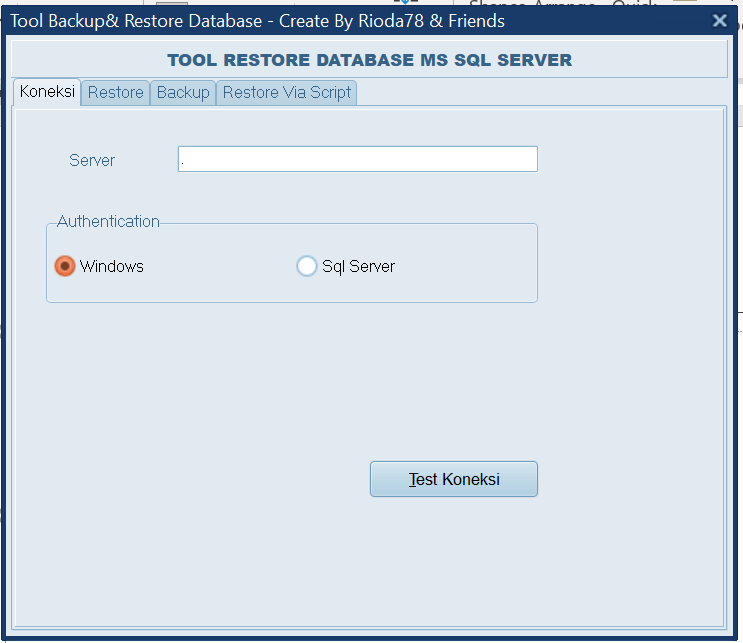 Tool Backup& Restore Database - Create By Rioda78 & Friends
TOOL RESTORE DATABASE MS SQL SERVER
Koneksi Restore Backup Restore Via Script
Server .
Authentication
Windows Sql Server
Test Koneksi